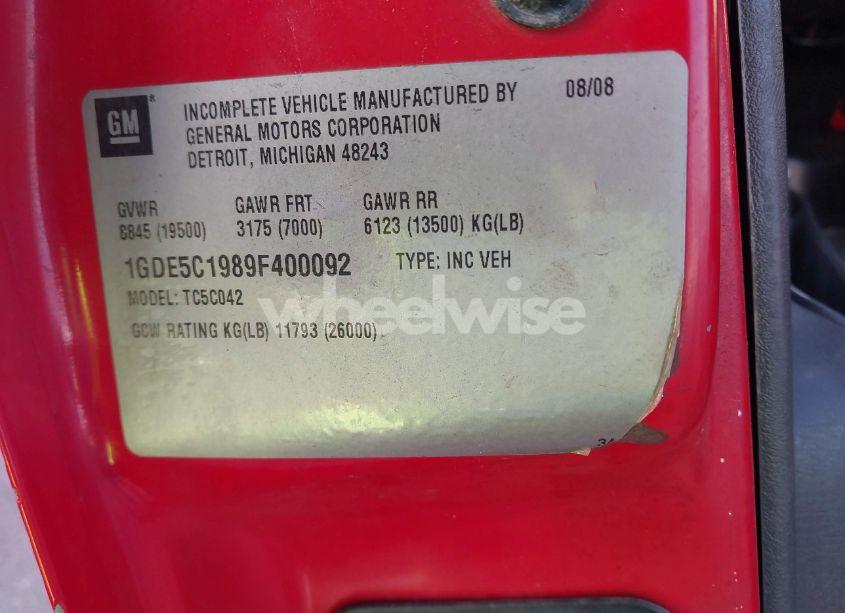 GM ® INCOMPLETE VEHICLE MANUFACTURED BY 08/08
GENERAL MOTORS CORPORATION
DETROIT, MICHIGAN 48243
GVWR GAWR FRT. GAWR RR
8845 (19500) 3175 (7000) 6123 (13500) KG(LB)
1GDE5C1989F400092 TYPE: INC VEH
MODEL: TC5C042
wheelwise
GCW RATING KG(LB) 11793 (26000)